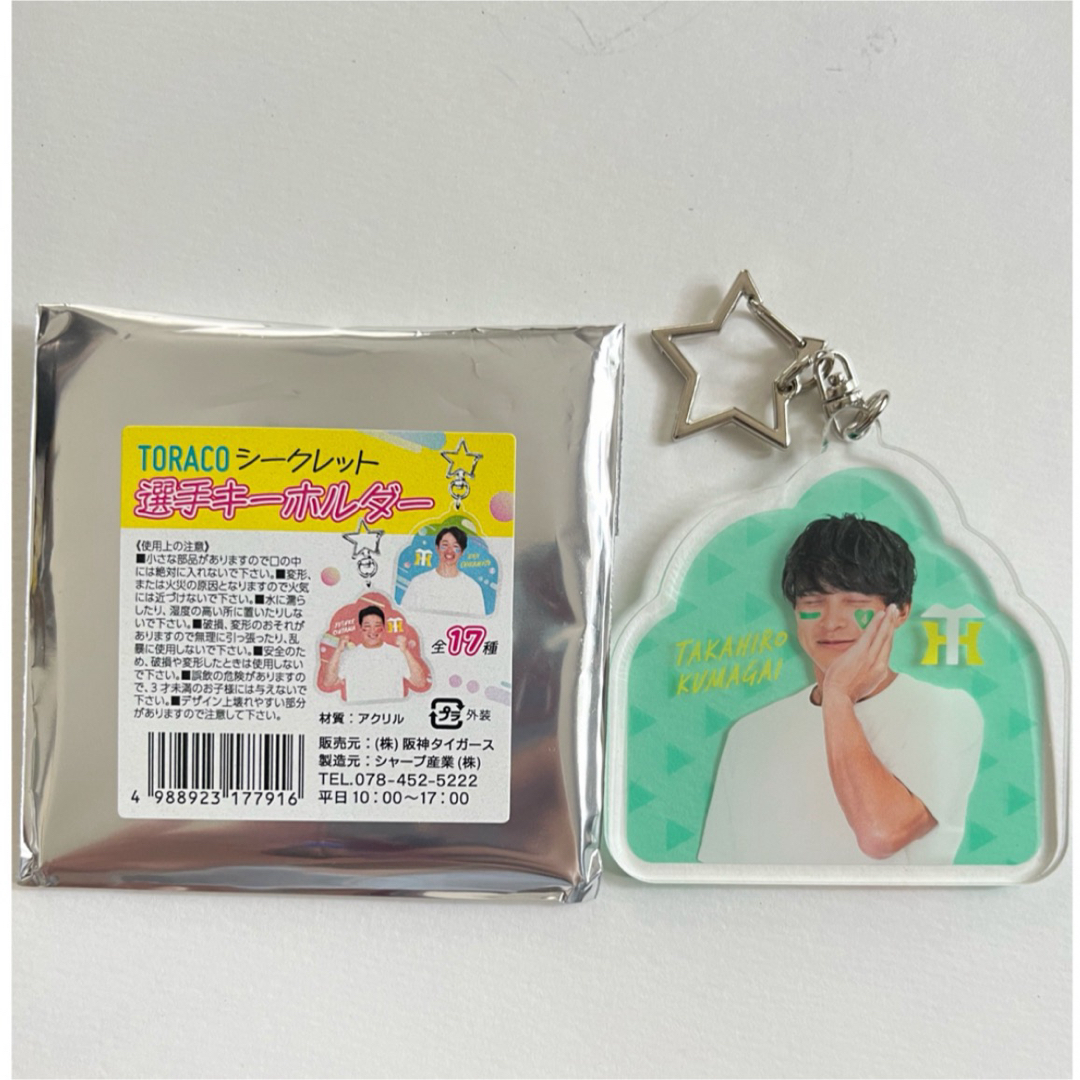 TORACO シークレット
選手キーホルダー
《使用上の注意》
■小さな部品がありますので口の中
には絶対に入れないで下さい。■変形、
または火災の原因となりますので火気
には近づけないで下さい。■水に濡ら
したり、湿度の高い所に置いたりしな
いで下さい。■破損、変形のおそれが
ありますので無理に引っ張ったり、乱
暴に使用しないで下さい。■安全のた
め、破損や変形したときは使用しない
で下さい。■誤飲の危険がありますの
で、3才未満のお子様には与えないで
下さい。■デザイン上壊れやすい部分
がありますので注意して下さい。
全17種
材質：アクリル
プラ 外装
販売元：(株)阪神タイガース
製造元：シャープ産業(株)
TEL.078-452-5222
平日10：00～17：00
4 988923 177916
TAKAHIRO
KUMAGAI